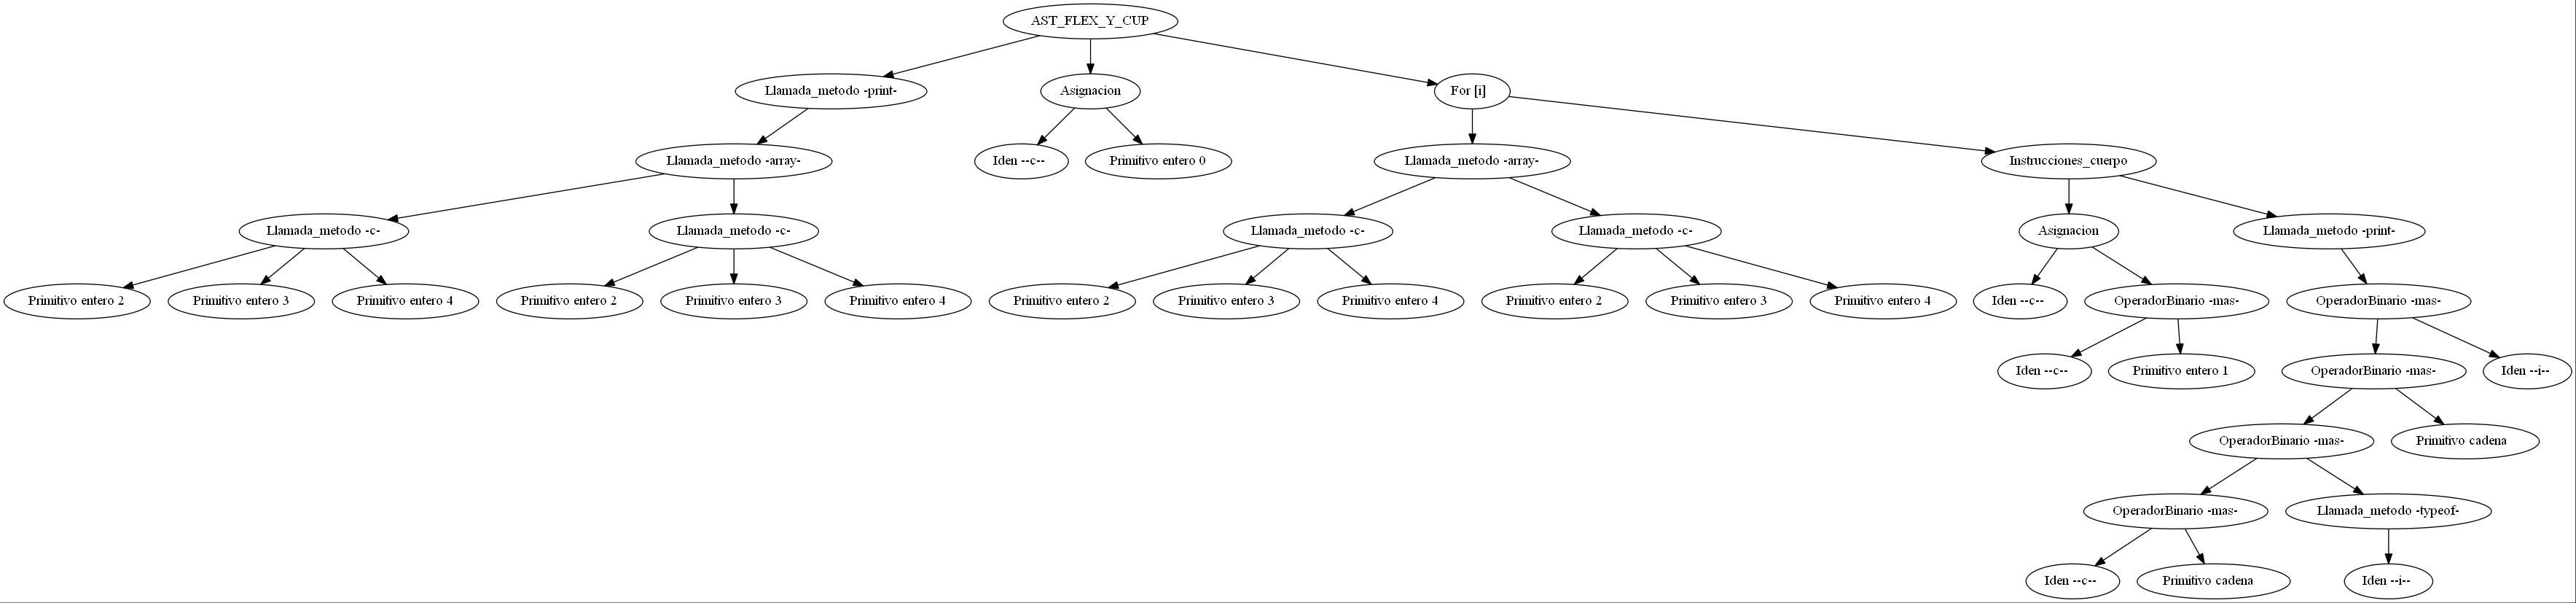 AST_FLEX_Y_CUP
Llamada_metodo -print-
Asignacion
For [i]
Llamada_metodo -array-
Iden --c--
Primitivo entero 0
Llamada_metodo -array-
Instrucciones_cuerpo
Llamada_metodo -c-
Llamada_metodo -c-
Llamada_metodo -c-
Llamada_metodo -c-
Asignacion
Llamada_metodo -print-
Primitivo entero 2
Primitivo entero 3
Primitivo entero 4
Primitivo entero 2
Primitivo entero 3
Primitivo entero 4
Primitivo entero 2
Primitivo entero 3
Primitivo entero 4
Primitivo entero 2
Primitivo entero 3
Primitivo entero 4
Iden --c--
OperadorBinario -mas-
OperadorBinario -mas-
Iden --c--
Primitivo entero 1
OperadorBinario -mas-
Iden --i--
OperadorBinario -mas-
Primitivo cadena
OperadorBinario -mas-
Llamada_metodo -typeof-
Iden --c--
Primitivo cadena
Iden --i--